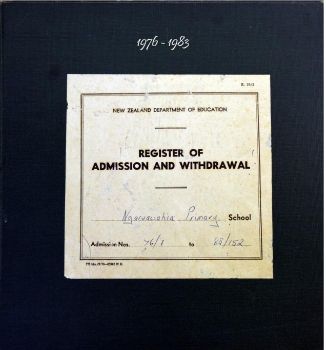 1976 - 1983
NEW ZEALAND DEPARTMENT OF EDUCATION
REGISTER OF
ADMISSION AND WITHDRAWAL
Ngaruawahia Primary School
Admission Nos. 76/1 to 83/152